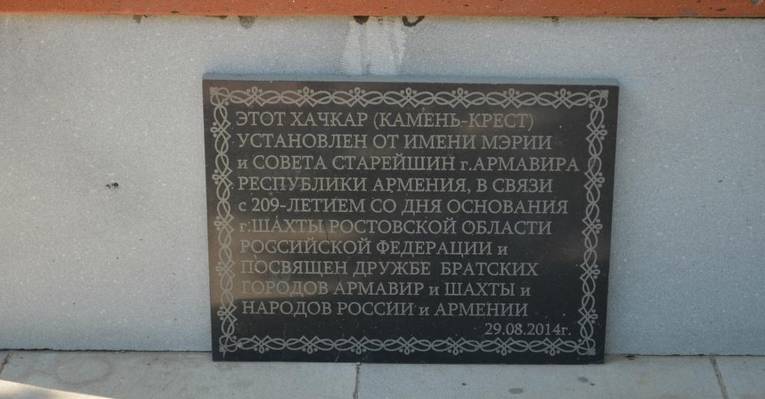 ЭТОТ ХАЧКАР (КАМЕНЬ-КРЕСТ)
УСТАНОВЛЕН ОТ ИМЕНИ МЭРИИ
и СОВЕТА СТАРЕЙШИН г.АРМАВИРА
РЕСПУБЛИКИ АРМЕНИЯ, В СВЯЗИ
с 209-ЛЕТИЕМ СО ДНЯ ОСНОВАНИЯ
г.ШАХТЫ РОСТОВСКОЙ ОБЛАСТИ
РОССИЙСКОЙ ФЕДЕРАЦИИ и
ПОСВЯЩЕН ДРУЖБЕ БРАТСКИХ
ГОРОДОВ АРМАВИР и ШАХТЫ и
НАРОДОВ РОССИИ и АРМЕНИИ
29.08.2014г.